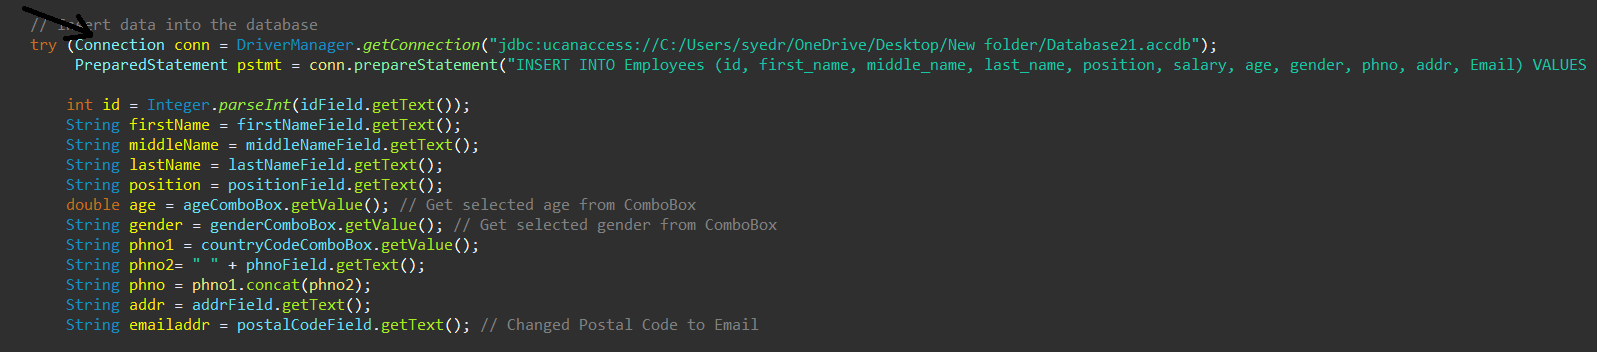 // Insert data into the database
try (Connection conn = DriverManager.getConnection("jdbc:ucanaccess://C:/Users/syedr/OneDrive/Desktop/New folder/Database21.accdb");
PreparedStatement pstmt = conn.prepareStatement("INSERT INTO Employees (id, first_name, middle_name, last_name, position, salary, age, gender, phno, addr, Email) VALUES
int id = Integer.parseInt(idField.getText());
String firstName = firstNameField.getText();
String middleName = middleNameField.getText();
String lastName = lastNameField.getText();
String position = positionField.getText();
double age = ageComboBox.getValue(); // Get selected age from ComboBox
String gender = genderComboBox.getValue(); // Get selected gender from ComboBox
String phno1 = countryCodeComboBox.getValue();
String phno2= " " + phnoField.getText();
String phno = phno1.concat(phno2);
String addr = addrField.getText();
String emailaddr = postalCodeField.getText(); // Changed Postal Code to Email